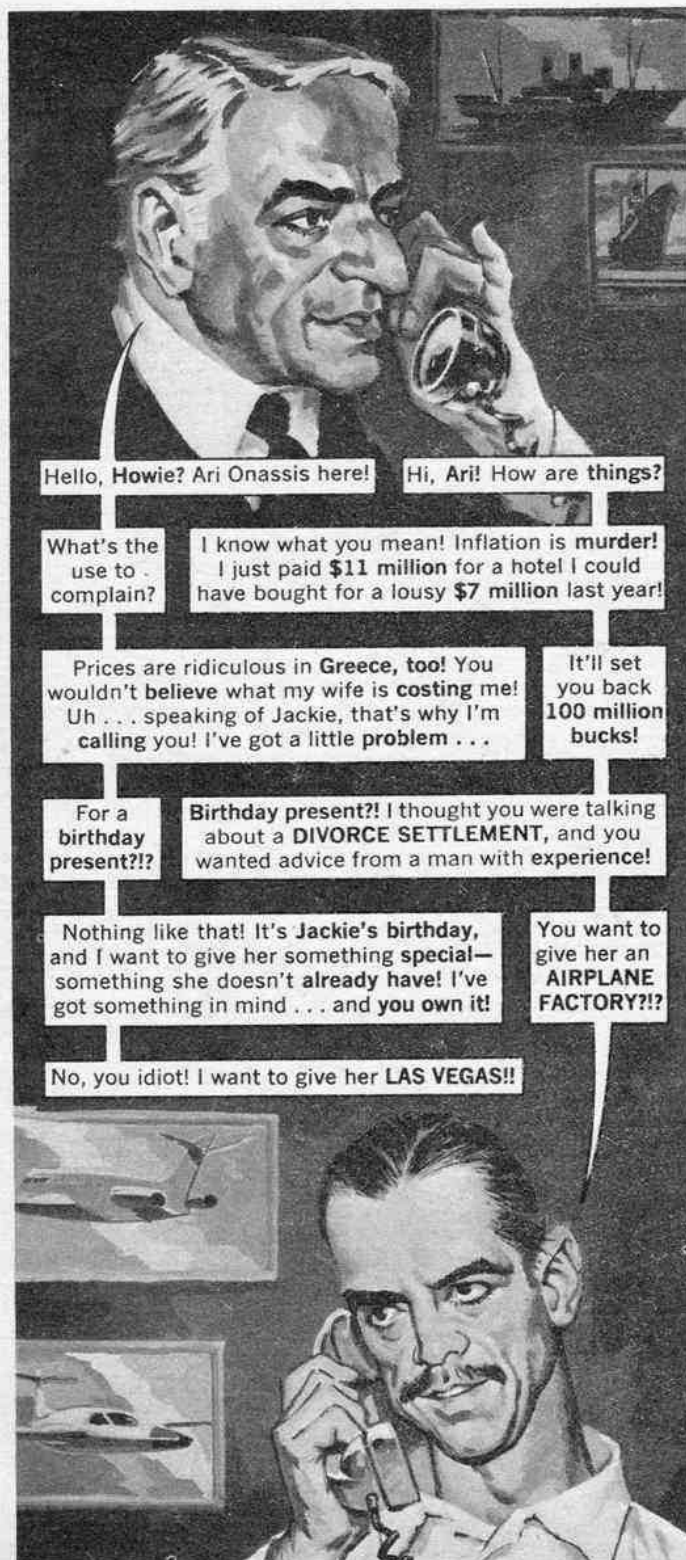 Hello, Howie? Ari Onassis here!
Hi, Ari! How are things?
What's the
use to
complain?
I know what you mean! Inflation is murder!
I just paid $11 million for a hotel I could
have bought for a lousy $7 million last year!
Prices are ridiculous in Greece, too! You
wouldn't believe what my wife is costing me!
Uh . . . speaking of Jackie, that's why I'm
calling you! I've got a little problem . . .
It'll set
you back
100 million
bucks!
For a
birthday
present?!?
Birthday present?! I thought you were talking
about a DIVORCE SETTLEMENT, and you
wanted advice from a man with experience!
Nothing like that! It's Jackie's birthday,
and I want to give her something special—
something she doesn't already have! I've
got something in mind . . . and you own it!
You want to
give her an
AIRPLANE
FACTORY?!?
No, you idiot! I want to give her LAS VEGAS!!